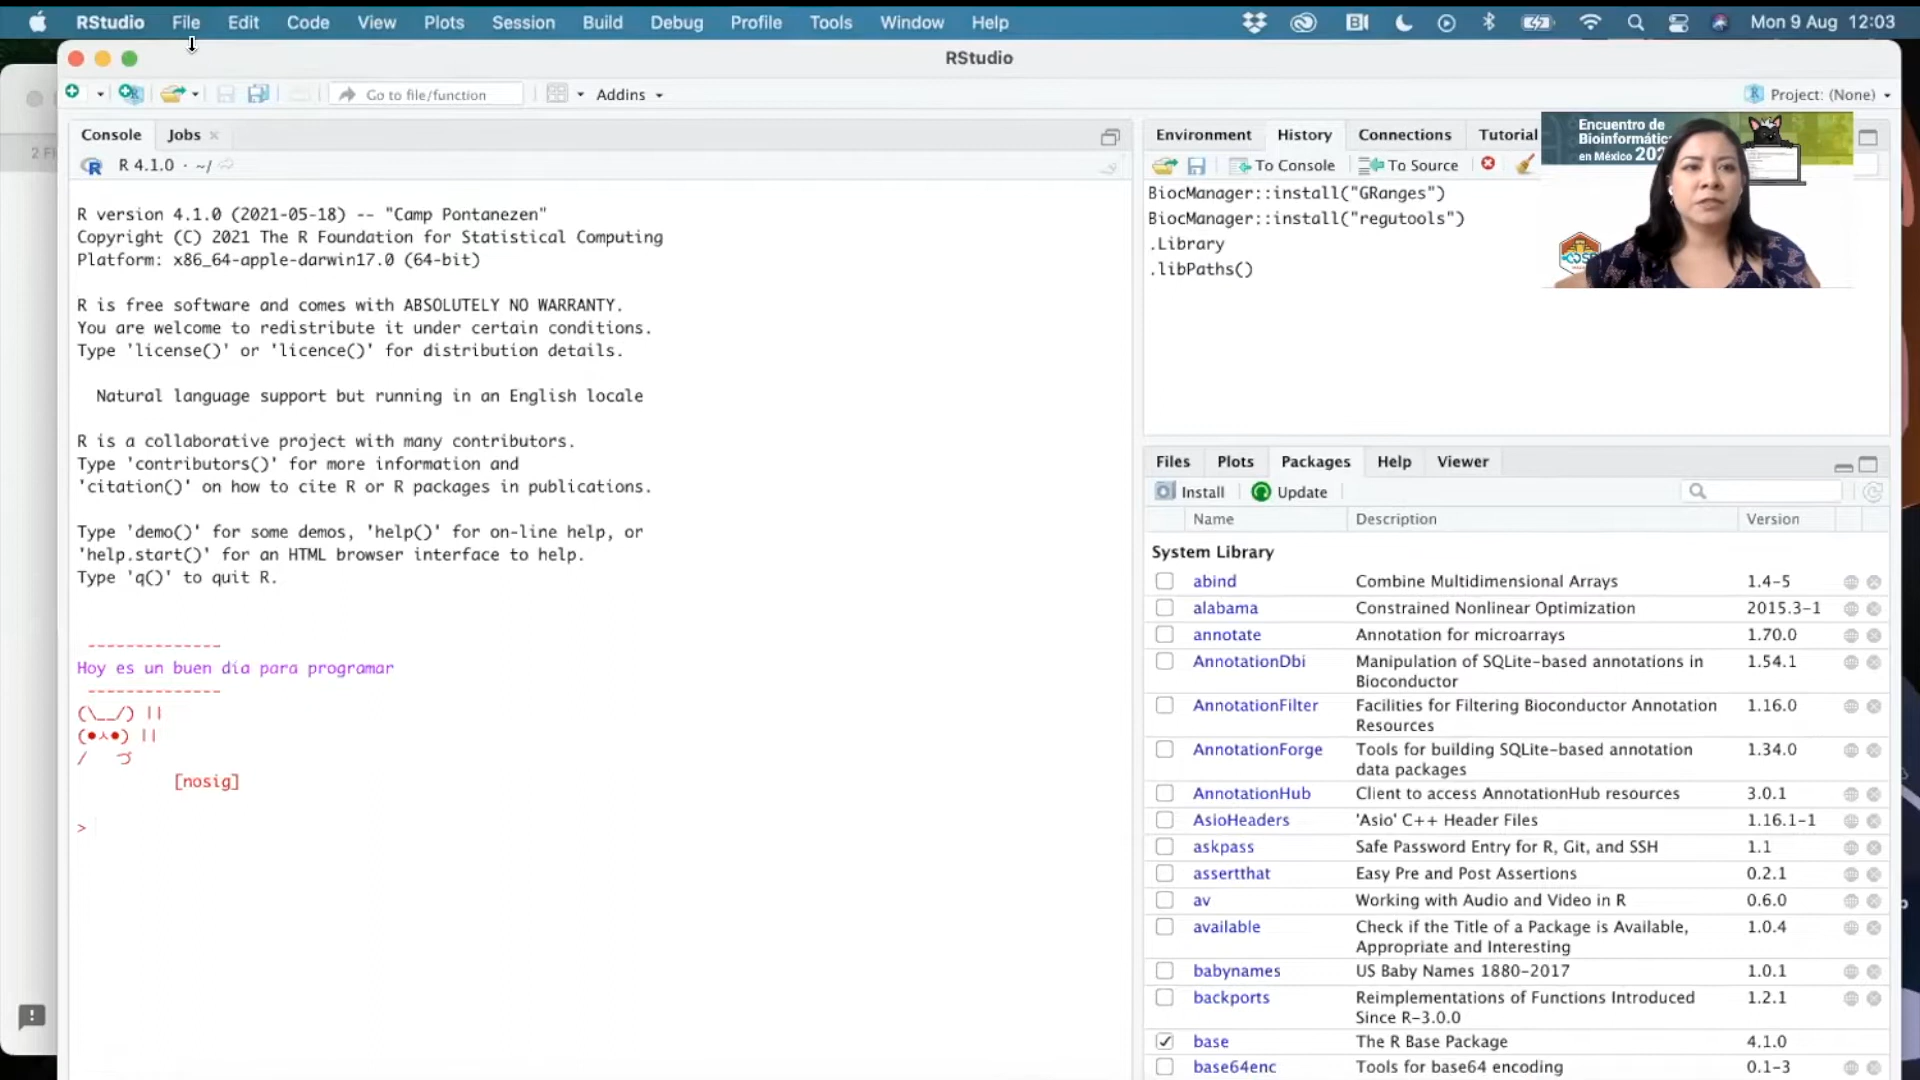 RStudio File Edit Code View Plots Session Build Debug Profile Tools Window Help Mon 9 Aug 12:03
RStudio
Go to file/function Addins Project: (None)
Console Jobs
R 4.1.0 · ~/
R version 4.1.0 (2021-05-18) -- "Camp Pontanezen"
Copyright (C) 2021 The R Foundation for Statistical Computing
Platform: x86_64-apple-darwin17.0 (64-bit)
R is free software and comes with ABSOLUTELY NO WARRANTY.
You are welcome to redistribute it under certain conditions.
Type 'license()' or 'licence()' for distribution details.
Natural language support but running in an English locale
R is a collaborative project with many contributors.
Type 'contributors()' for more information and
'citation()' on how to cite R or R packages in publications.
Type 'demo()' for some demos, 'help()' for on-line help, or
'help.start()' for an HTML browser interface to help.
Type 'q()' to quit R.
--------------
Hoy es un buen día para programar
--------------
(\__/) ||
(•ㅅ•) ||
/   づ
[nosig]
>
Environment History Connections Tutorial
To Console To Source
BiocManager::install("GRanges")
BiocManager::install("regutools")
.Library
.libPaths()
Encuentro de
Bioinformátic
en México 202
Files Plots Packages Help Viewer
Install Update
Name Description Version
System Library
abind Combine Multidimensional Arrays 1.4-5
alabama Constrained Nonlinear Optimization 2015.3-1
annotate Annotation for microarrays 1.70.0
AnnotationDbi Manipulation of SQLite-based annotations in 1.54.1
Bioconductor
AnnotationFilter Facilities for Filtering Bioconductor Annotation 1.16.0
Resources
AnnotationForge Tools for building SQLite-based annotation 1.34.0
data packages
AnnotationHub Client to access AnnotationHub resources 3.0.1
AsioHeaders 'Asio' C++ Header Files 1.16.1-1
askpass Safe Password Entry for R, Git, and SSH 1.1
assertthat Easy Pre and Post Assertions 0.2.1
av Working with Audio and Video in R 0.6.0
available Check if the Title of a Package is Available, 1.0.4
Appropriate and Interesting
babynames US Baby Names 1880-2017 1.0.1
backports Reimplementations of Functions Introduced 1.2.1
Since R-3.0.0
base The R Base Package 4.1.0
base64enc Tools for base64 encoding 0.1-3